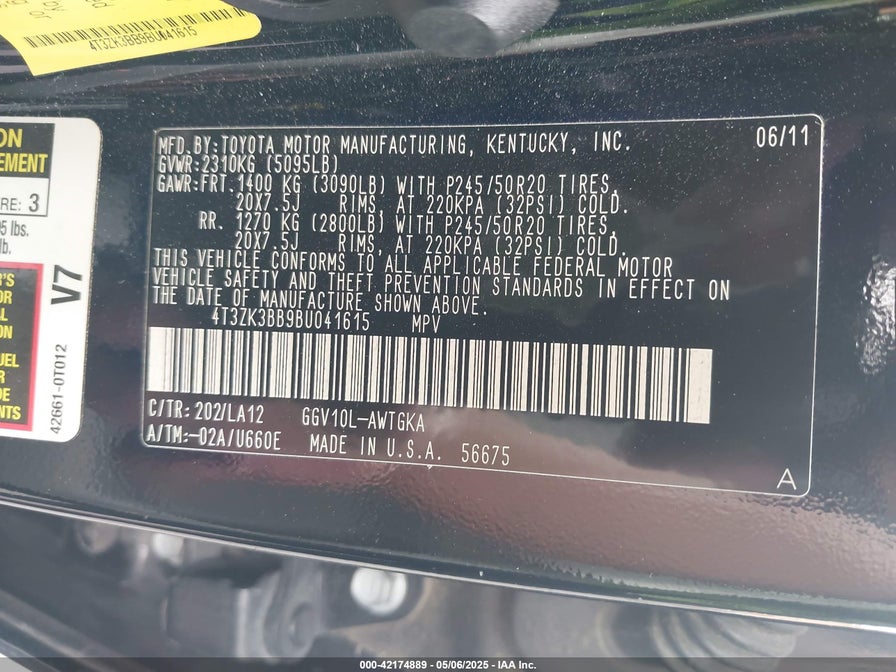 4T3ZK3BB9BU041615
ON
EMENT
RE: 3
5 lbs.
lb.
'S
OR
AL
ON
UEL
R
DE
ENTS
V7
42661-0T012
MFD.BY:TOYOTA MOTOR MANUFACTURING, KENTUCKY, INC. 06/11
GVWR:2310KG (5095LB)
GAWR:FRT.1400 KG (3090LB) WITH P245/50R20 TIRES,
20X7.5J RIMS, AT 220KPA (32PSI) COLD.
RR. 1270 KG (2800LB) WITH P245/50R20 TIRES,
20X7.5J RIMS, AT 220KPA (32PSI) COLD.
THIS VEHICLE CONFORMS TO ALL APPLICABLE FEDERAL MOTOR
VEHICLE SAFETY AND THEFT PREVENTION STANDARDS IN EFFECT ON
THE DATE OF MANUFACTURE SHOWN ABOVE.
4T3ZK3BB9BU041615 MPV
C/TR:202/LA12 GGV10L-AWTGKA
A/TM:-02A/U660E MADE IN U.S.A. 56675
A
000-42174889 - 05/06/2025 - IAA Inc.